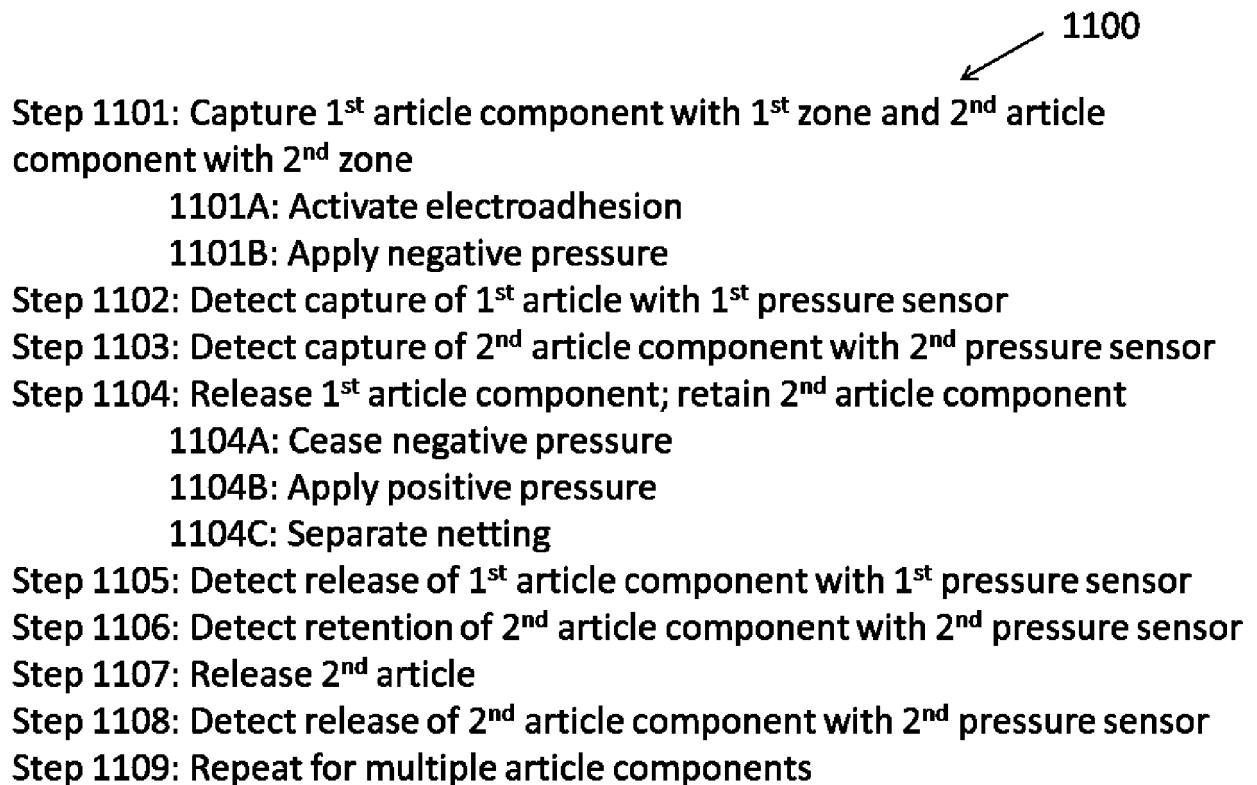 1100
Step 1101: Capture 1st article component with 1st zone and 2nd article
component with 2nd zone
1101A: Activate electroadhesion
1101B: Apply negative pressure
Step 1102: Detect capture of 1st article with 1st pressure sensor
Step 1103: Detect capture of 2nd article component with 2nd pressure sensor
Step 1104: Release 1st article component; retain 2nd article component
1104A: Cease negative pressure
1104B: Apply positive pressure
1104C: Separate netting
Step 1105: Detect release of 1st article component with 1st pressure sensor
Step 1106: Detect retention of 2nd article component with 2nd pressure sensor
Step 1107: Release 2nd article
Step 1108: Detect release of 2nd article component with 2nd pressure sensor
Step 1109: Repeat for multiple article components